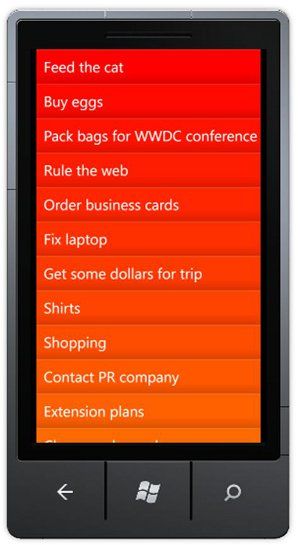 Feed the cat
Buy eggs
Pack bags for WWDC conference
Rule the web
Order business cards
Fix laptop
Get some dollars for trip
Shirts
Shopping
Contact PR company
Extension plans